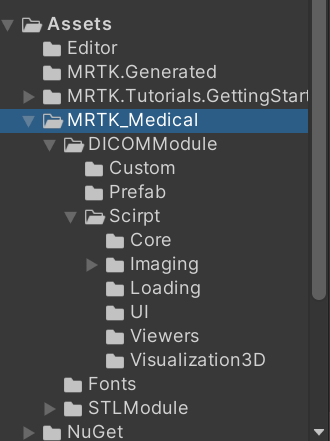 Assets
Editor
MRTK.Generated
MRTK.Tutorials.GettingStart
MRTK_Medical
DICOMModule
Custom
Prefab
Scirpt
Core
Imaging
Loading
UI
Viewers
Visualization3D
Fonts
STLModule
NuGet